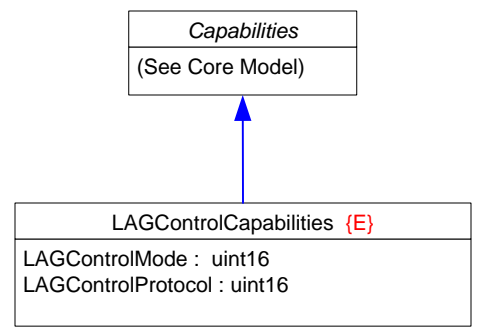 Capabilities
(See Core Model)
LAGControlCapabilities {E}
LAGControlMode : uint16
LAGControlProtocol : uint16